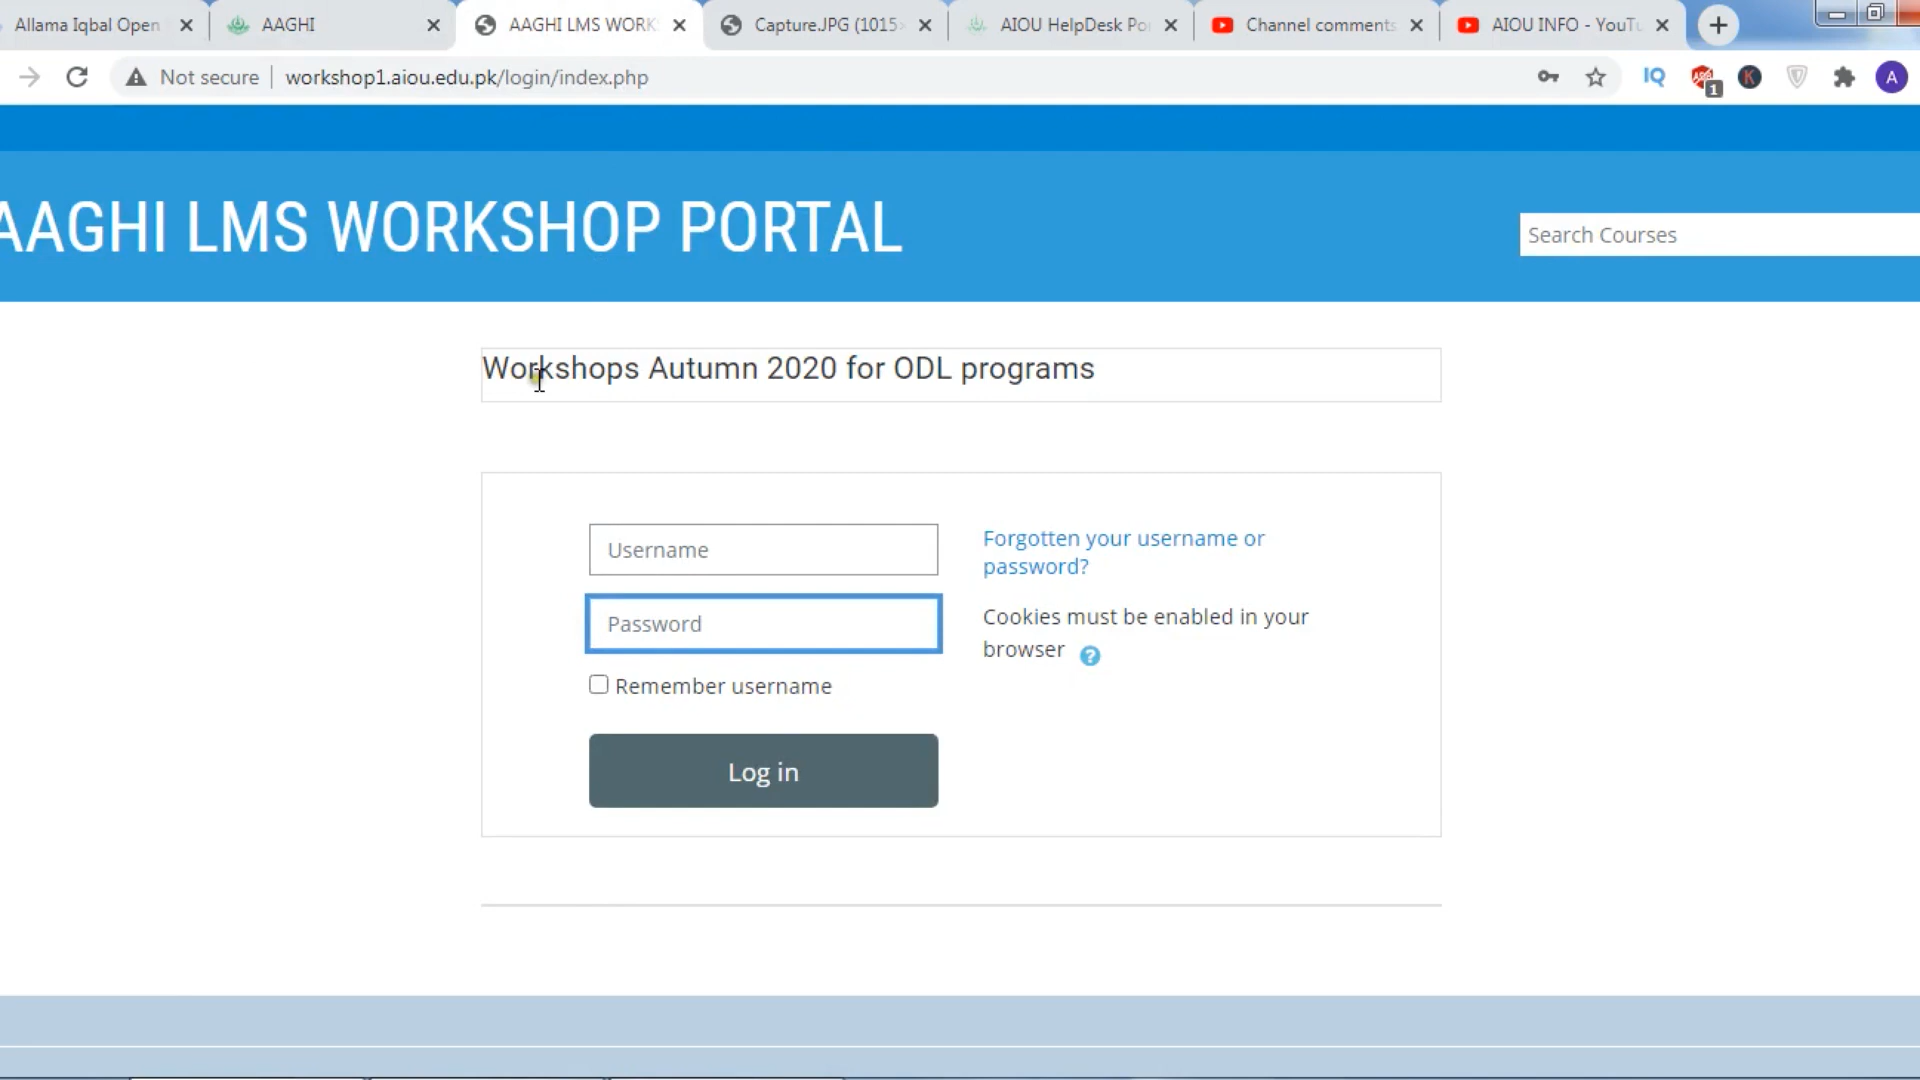 Allama Iqbal Open
AAGHI
AAGHI LMS WORK
Capture.JPG (1015
AIOU HelpDesk Po
Channel comments
AIOU INFO - YouTu
Not secure
workshop1.aiou.edu.pk/login/index.php
IQ
1
K
A
AAGHI LMS WORKSHOP PORTAL
Search Courses
Workshops Autumn 2020 for ODL programs
Username
Forgotten your username or
password?
Password
Cookies must be enabled in your
browser ?
Remember username
Log in